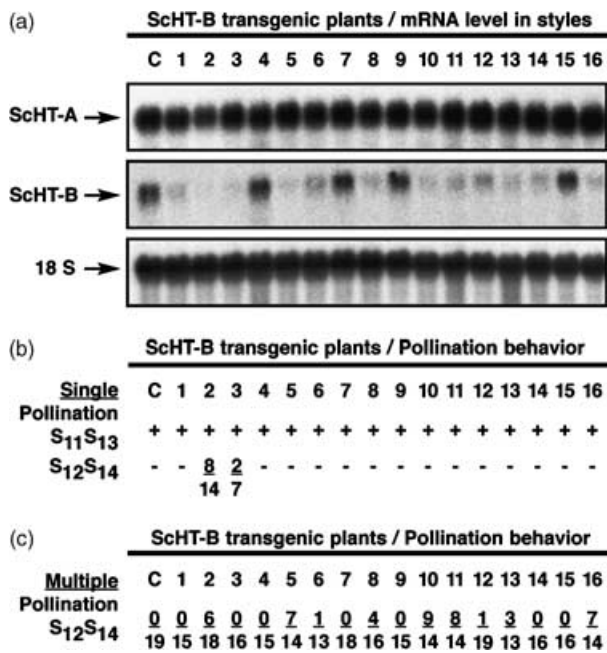 (a) ScHT-B transgenic plants / mRNA level in styles
C 1 2 3 4 5 6 7 8 9 10 11 12 13 14 15 16
ScHT-A
ScHT-B
18 S
(b) ScHT-B transgenic plants / Pollination behavior
Single C 1 2 3 4 5 6 7 8 9 10 11 12 13 14 15 16
Pollination
S11S13 + + + + + + + + + + + + + + + + +
S12S14 - - 8 2 - - - - - - - - - - - - -
14 7
(c) ScHT-B transgenic plants / Pollination behavior
Multiple C 1 2 3 4 5 6 7 8 9 10 11 12 13 14 15 16
Pollination
S12S14 0 0 6 0 0 7 1 0 4 0 9 8 1 3 0 0 7
19 15 18 16 15 14 13 18 16 15 14 14 19 13 16 16 14